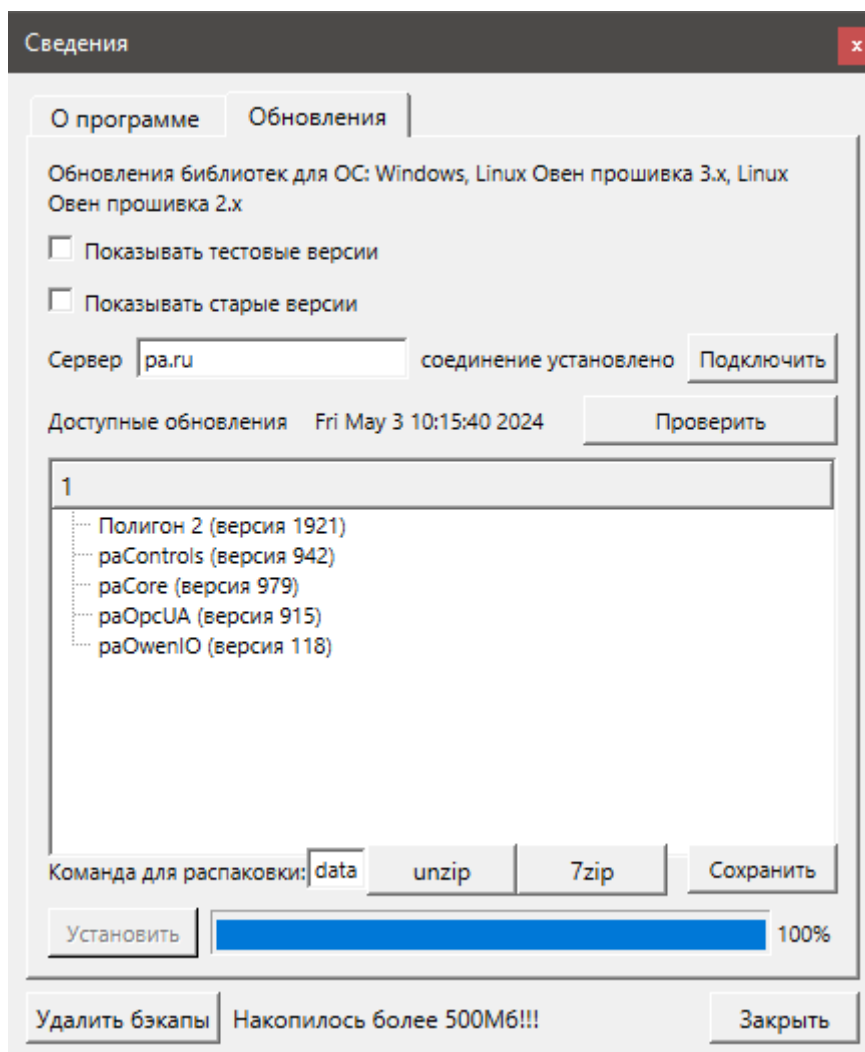 Сведения
x
О программе
Обновления
Обновления библиотек для ОС: Windows, Linux Овен прошивка 3.x, Linux
Овен прошивка 2.x
Показывать тестовые версии
Показывать старые версии
Сервер pa.ru соединение установлено Подключить
Доступные обновления Fri May 3 10:15:40 2024 Проверить
1
Полигон 2 (версия 1921)
paControls (версия 942)
paCore (версия 979)
paOpcUA (версия 915)
paOwenIO (версия 118)
Команда для распаковки: data unzip 7zip Сохранить
Установить 100%
Удалить бэкапы Накопилось более 500Мб!!! Закрыть